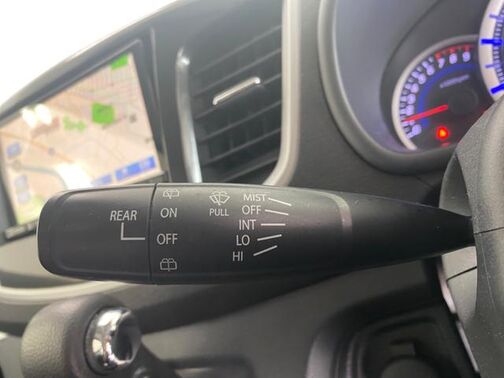 MIST
ON
PULL
OFF
REAR
INT
OFF
LO
HI